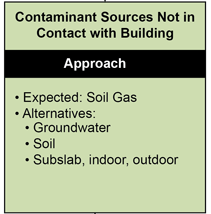 Contaminant Sources Not in
Contact with Building
Approach
• Expected: Soil Gas
• Alternatives:
• Groundwater
• Soil
• Subslab, indoor, outdoor